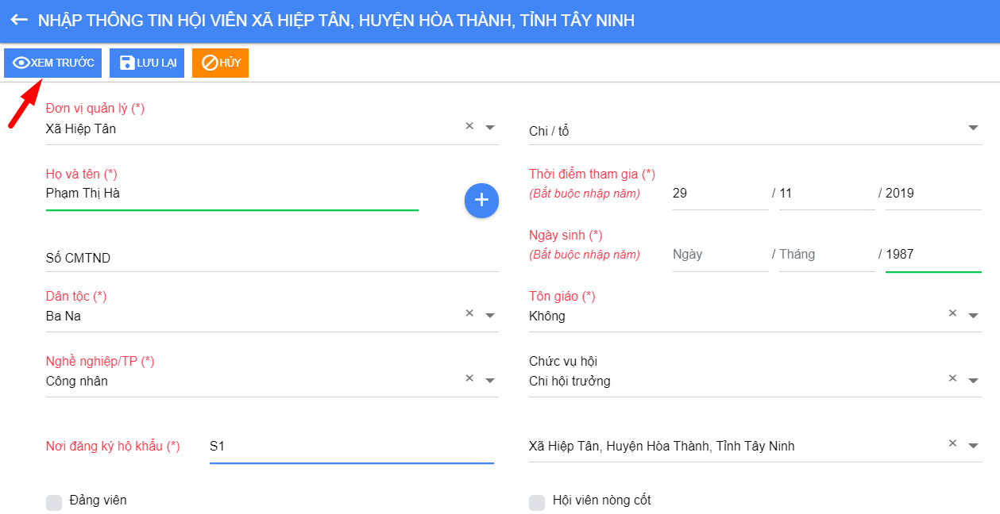 NHẬP THÔNG TIN HỘI VIÊN XÃ HIỆP TÂN, HUYỆN HÒA THÀNH, TỈNH TÂY NINH
XEM TRƯỚC LƯU LẠI HỦY
Đơn vị quản lý (*)
Xã Hiệp Tân
Chi / tổ
Họ và tên (*)
Phạm Thị Hà
Thời điểm tham gia (*)
(Bắt buộc nhập năm) 29 / 11 / 2019
Số CMTND
Ngày sinh (*)
(Bắt buộc nhập năm) Ngày / Tháng / 1987
Dân tộc (*)
Ba Na
Tôn giáo (*)
Không
Nghề nghiệp/TP (*)
Công nhân
Chức vụ hội
Chi hội trưởng
Nơi đăng ký hộ khẩu (*) S1
Xã Hiệp Tân, Huyện Hòa Thành, Tỉnh Tây Ninh
Đảng viên
Hội viên nòng cốt